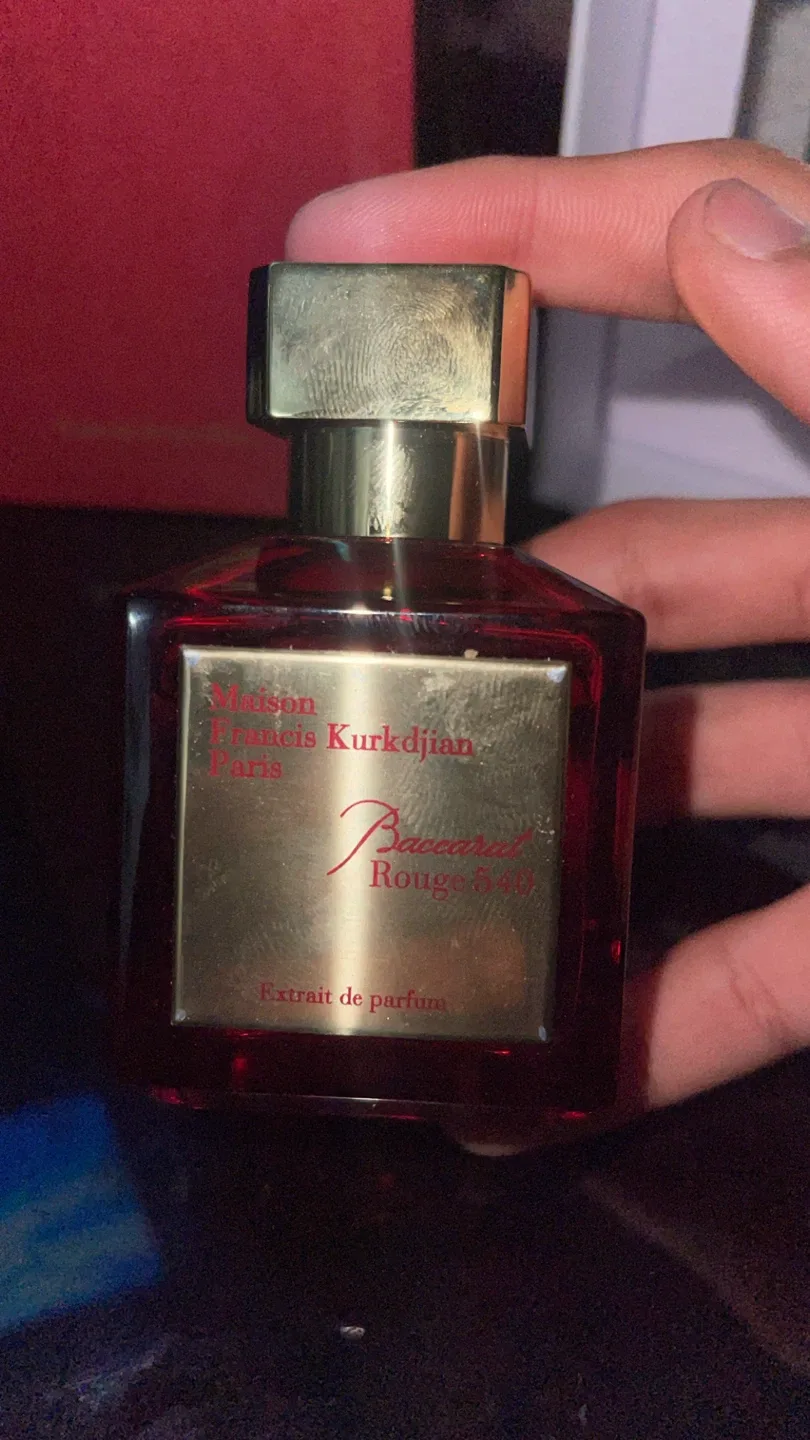 Maison
Francis Kurkdjian
Paris
Baccarat
Rouge 540
Extrait de parfum